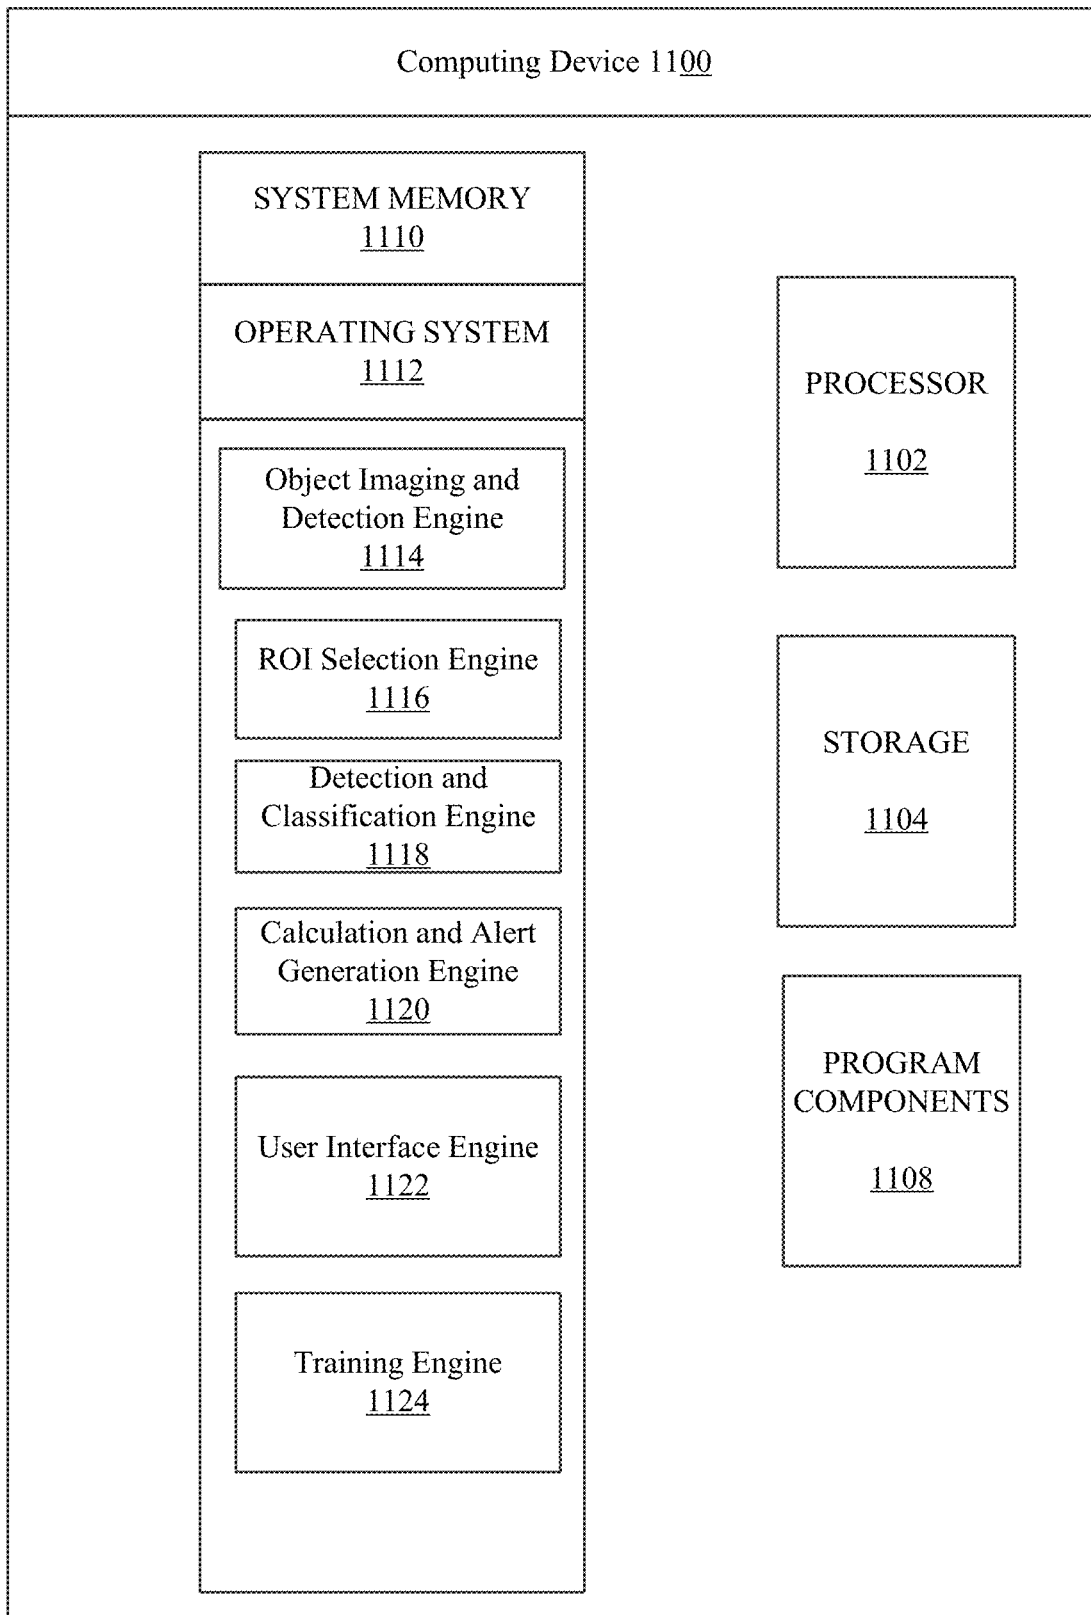 Computing Device 1100
SYSTEM MEMORY
1110
OPERATING SYSTEM
1112
Object Imaging and
Detection Engine
1114
ROI Selection Engine
1116
Detection and
Classification Engine
1118
Calculation and Alert
Generation Engine
1120
User Interface Engine
1122
Training Engine
1124
PROCESSOR
1102
STORAGE
1104
PROGRAM
COMPONENTS
1108